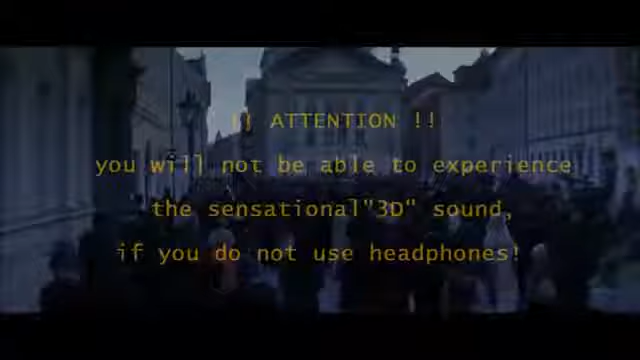 !! ATTENTION !!
you will not be able to experience
the sensational"3D" sound,
if you do not use headphones!